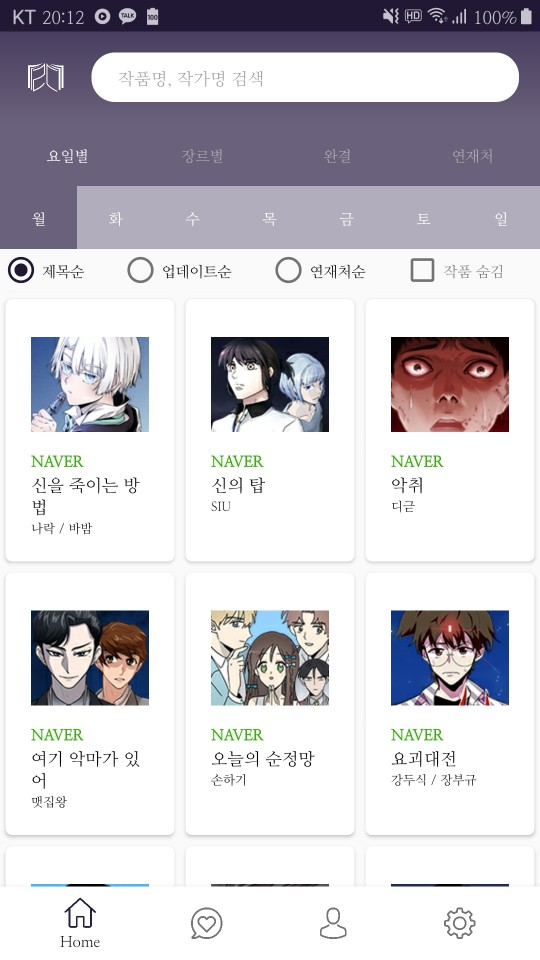 KT 20:12 TALK 100 HD 100%
작품명, 작가명 검색
요일별 장르별 완결 연재처
월 화 수 목 금 토 일
제목순 업데이트순 연재처순 작품 숨김
NAVER
신을 죽이는 방
법
나락 / 바밤
NAVER
신의 탑
SIU
NAVER
악취
디귿
NAVER
여기 악마가 있
어
맷집왕
NAVER
오늘의 순정망
손하기
NAVER
요괴대전
강두식 / 장부규
Home